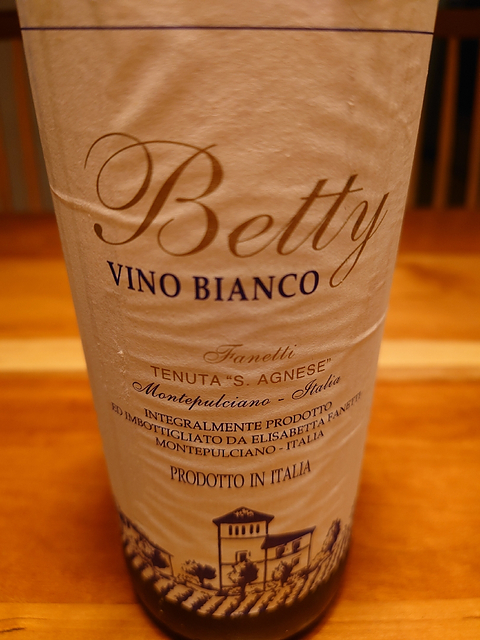 Betty
VINO BIANCO
Fanetti
TENUTA "S. AGNESE"
Montepulciano - Italia
INTEGRALMENTE PRODOTTO
ED IMBOTTIGLIATO DA ELISABETTA FANETTI
MONTEPULCIANO - ITALIA
PRODOTTO IN ITALIA